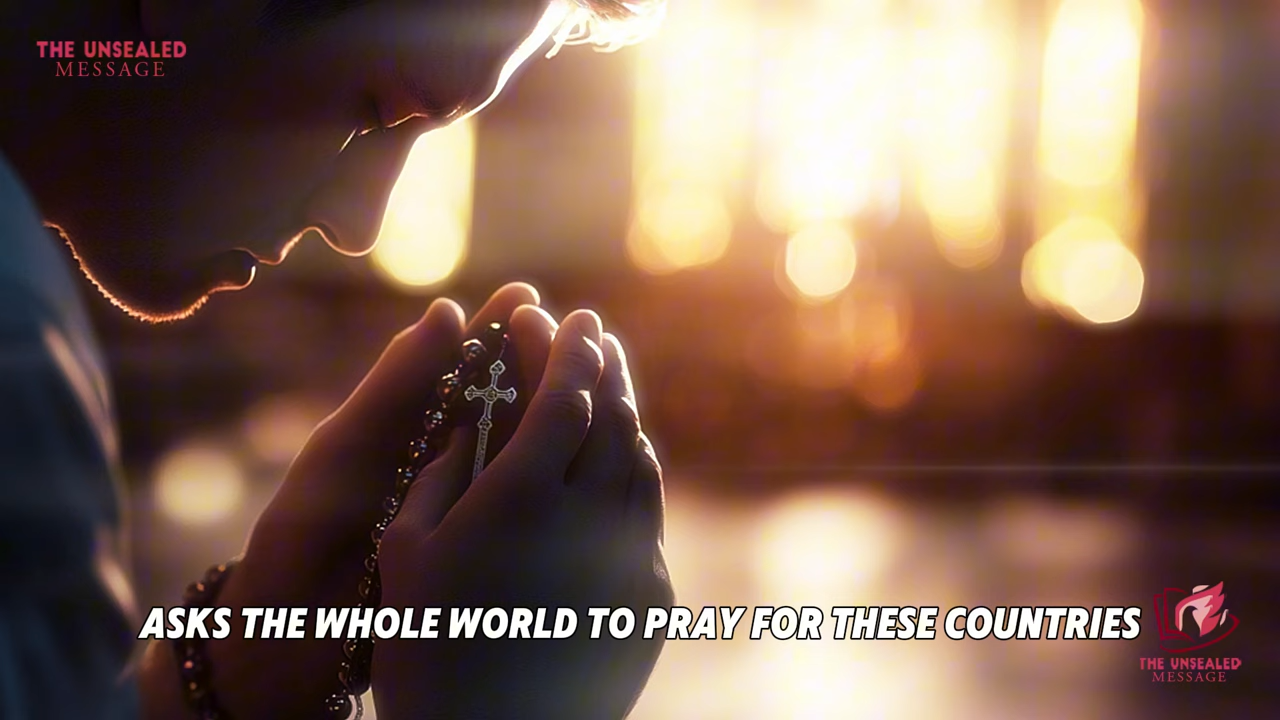 THE UNSEALED
MESSAGE
ASKS THE WHOLE WORLD TO PRAY FOR THESE COUNTRIES
THE UNSEALED
MESSAGE